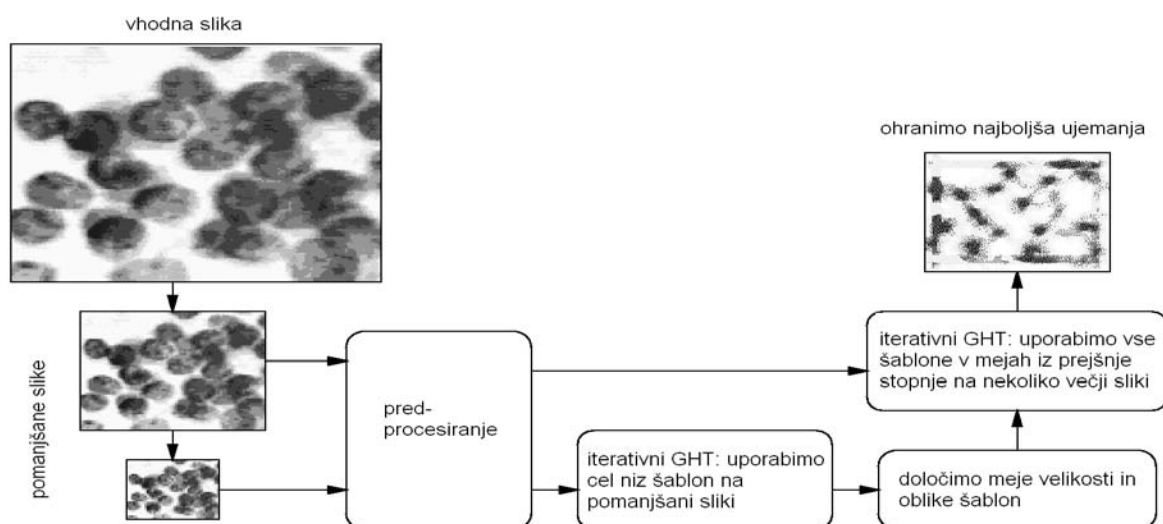 vhodna slika
pomanjšane slike
pred-
procesiranje
iterativni GHT: uporabimo
cel niz šablon na
pomanjšani sliki
določimo meje velikosti in
oblike šablon
iterativni GHT: uporabimo vse
šablone v mejah iz prejšnje
stopnje na nekoliko večji sliki
ohranimo najboljša ujemanja